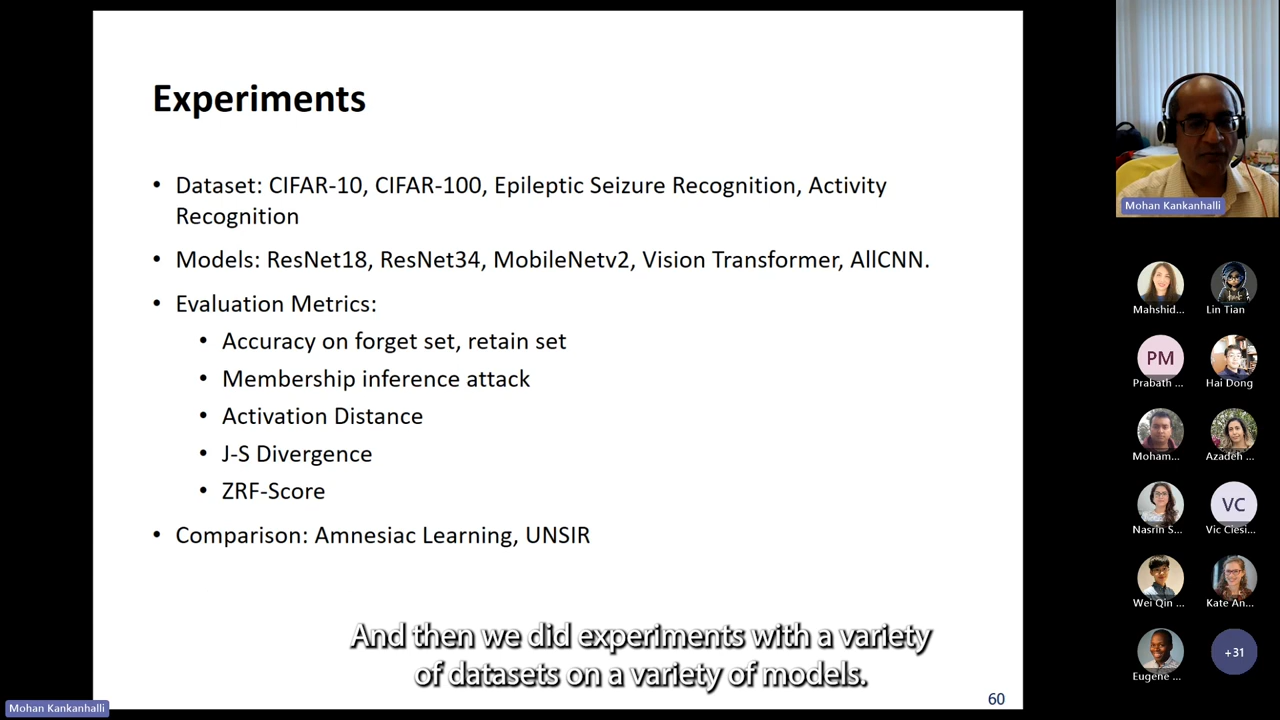 Experiments
• Dataset: CIFAR-10, CIFAR-100, Epileptic Seizure Recognition, Activity
Recognition
• Models: ResNet18, ResNet34, MobileNetv2, Vision Transformer, AllCNN.
• Evaluation Metrics:
• Accuracy on forget set, retain set
• Membership inference attack
• Activation Distance
• J-S Divergence
• ZRF-Score
• Comparison: Amnesiac Learning, UNSIR
And then we did experiments with a variety
of datasets on a variety of models.
60
Mohan Kankanhalli
Mohan Kankanhalli
Mahshid...
Lin Tian
PM
Prabath ...
Hai Dong
Moham...
Azadeh ...
Nasrin S...
VC
Vic Ciesi...
Wei Qin ...
Kate An...
Eugene ...
+31